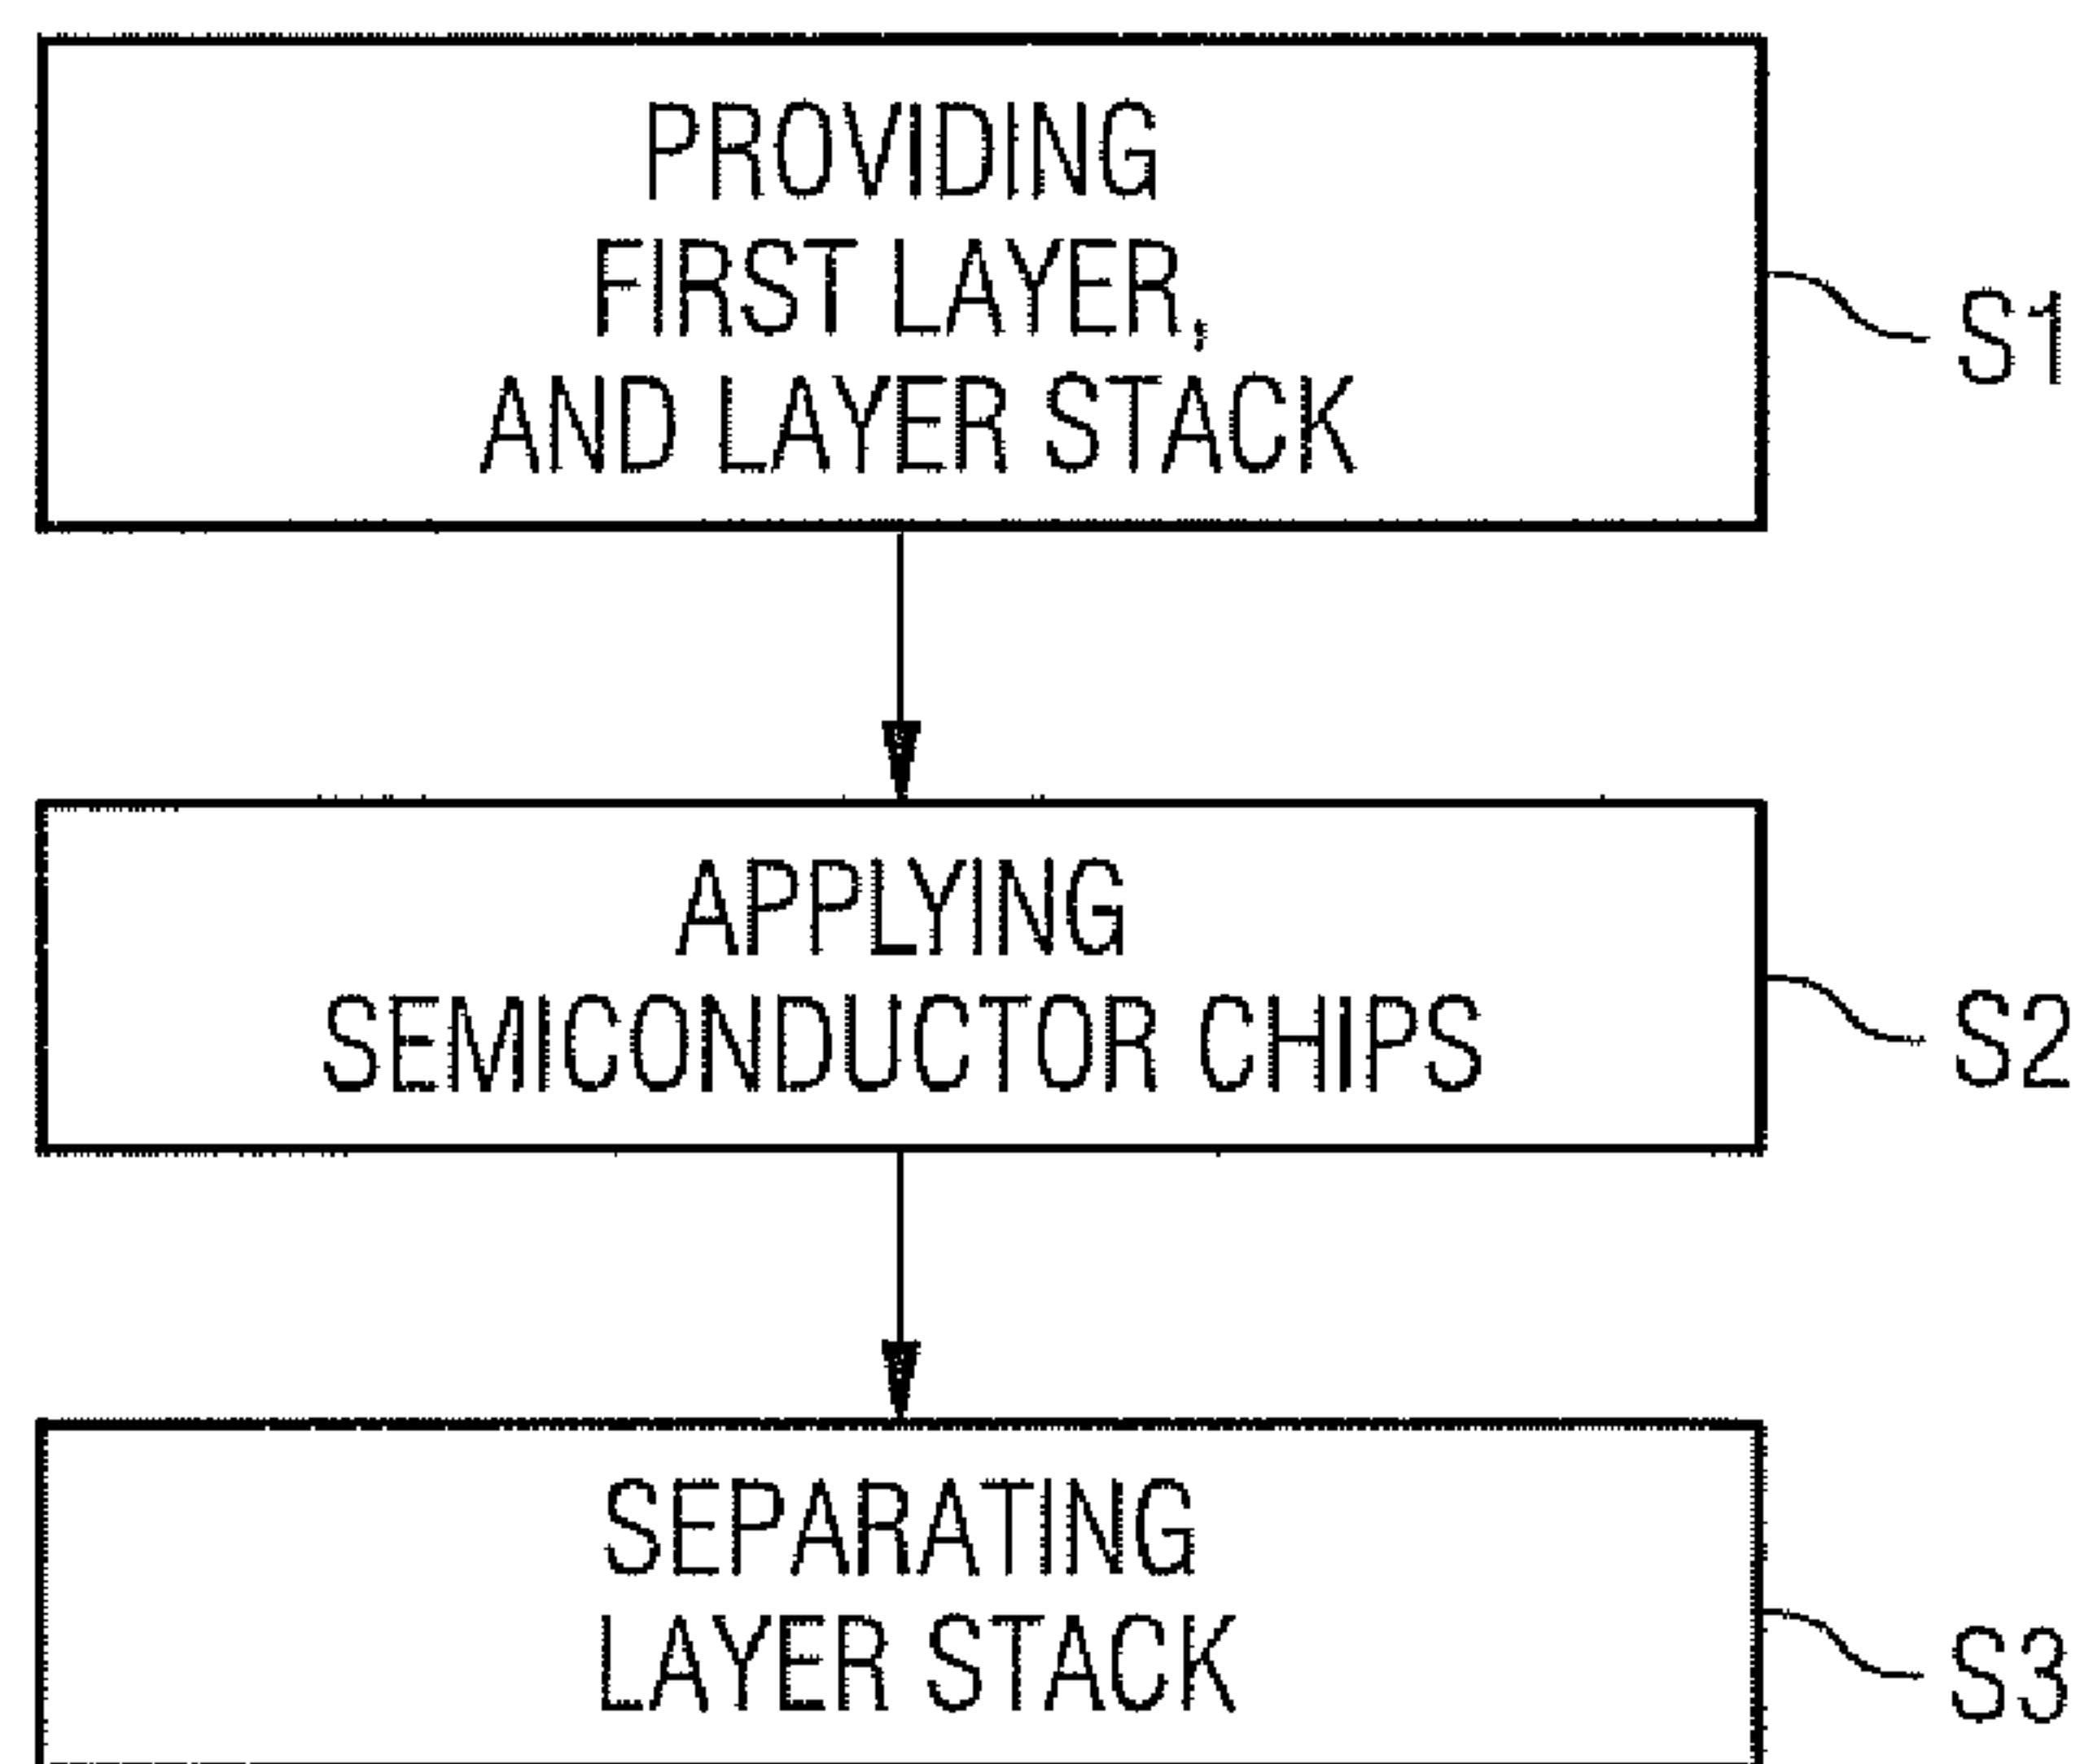 PROVIDING
FIRST LAYER,
AND LAYER STACK
S1
APPLYING
SEMICONDUCTOR CHIPS
S2
SEPARATING
LAYER STACK
S3